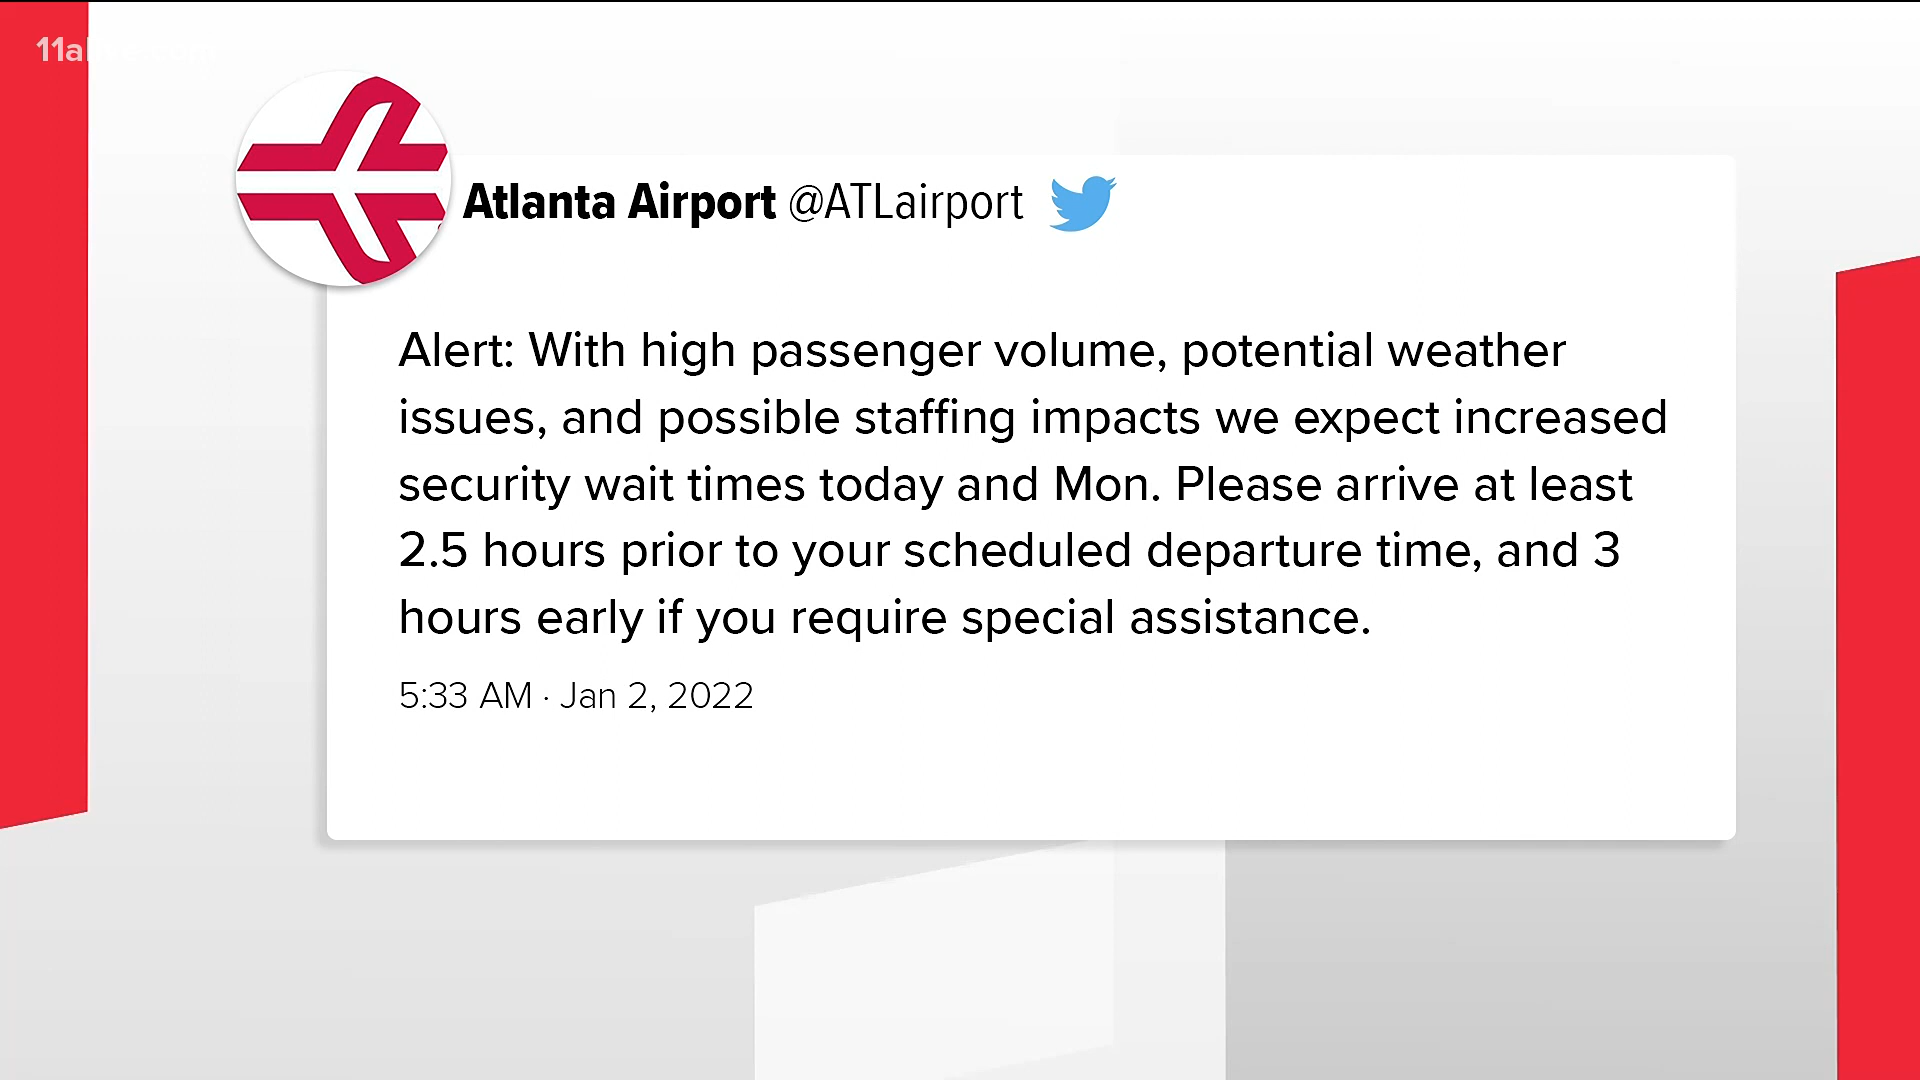 11alive.com
Atlanta Airport @ATLairport
Alert: With high passenger volume, potential weather
issues, and possible staffing impacts we expect increased
security wait times today and Mon. Please arrive at least
2.5 hours prior to your scheduled departure time, and 3
hours early if you require special assistance.
5:33 AM · Jan 2, 2022